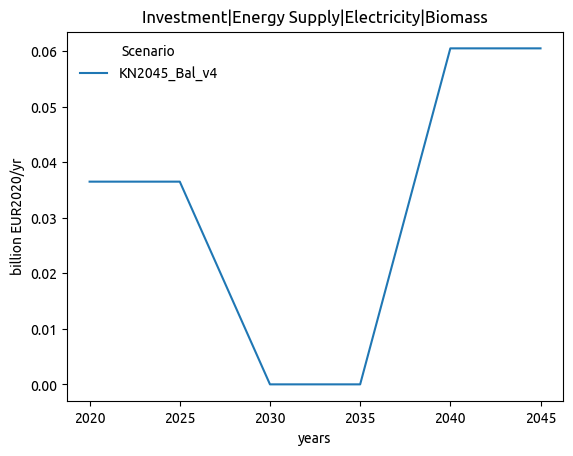 Investment|Energy Supply|Electricity|Biomass
Scenario
KN2045_Bal_v4
0.06
0.05
0.04
0.03
0.02
0.01
0.00
billion EUR2020/yr
2020 2025 2030 2035 2040 2045
years